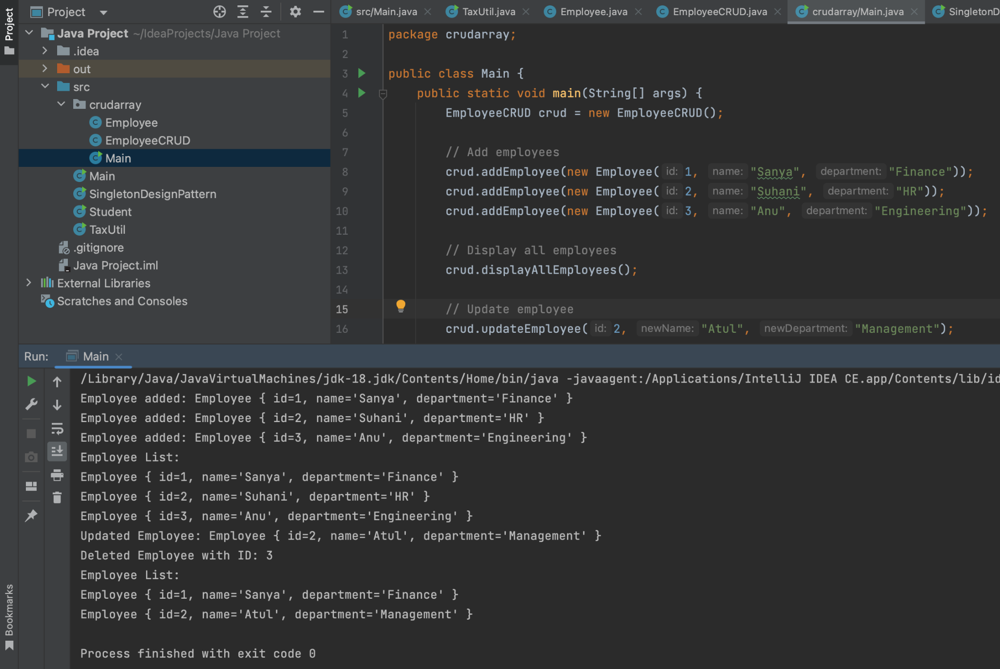 Project
Project
Java Project ~/IdeaProjects/Java Project
.idea
out
src
crudarray
Employee
EmployeeCRUD
Main
Main
SingletonDesignPattern
Student
TaxUtil
.gitignore
Java Project.iml
External Libraries
Scratches and Consoles
src/Main.java
TaxUtil.java
Employee.java
EmployeeCRUD.java
crudarray/Main.java
SingletonD
1 package crudarray;
2
3 public class Main {
4 public static void main(String[] args) {
5 EmployeeCRUD crud = new EmployeeCRUD();
6
7 // Add employees
8 crud.addEmployee(new Employee( id: 1, name: "Sanya", department: "Finance"));
9 crud.addEmployee(new Employee( id: 2, name: "Suhani", department: "HR"));
10 crud.addEmployee(new Employee( id: 3, name: "Anu", department: "Engineering"));
11
12 // Display all employees
13 crud.displayAllEmployees();
14
15 // Update employee
16 crud.updateEmployee( id: 2, newName: "Atul", newDepartment: "Management");
Run: Main
/Library/Java/JavaVirtualMachines/jdk-18.jdk/Contents/Home/bin/java -javaagent:/Applications/IntelliJ IDEA CE.app/Contents/lib/id
Employee added: Employee { id=1, name='Sanya', department='Finance' }
Employee added: Employee { id=2, name='Suhani', department='HR' }
Employee added: Employee { id=3, name='Anu', department='Engineering' }
Employee List:
Employee { id=1, name='Sanya', department='Finance' }
Employee { id=2, name='Suhani', department='HR' }
Employee { id=3, name='Anu', department='Engineering' }
Updated Employee: Employee { id=2, name='Atul', department='Management' }
Deleted Employee with ID: 3
Employee List:
Employee { id=1, name='Sanya', department='Finance' }
Employee { id=2, name='Atul', department='Management' }
Process finished with exit code 0
Bookmarks